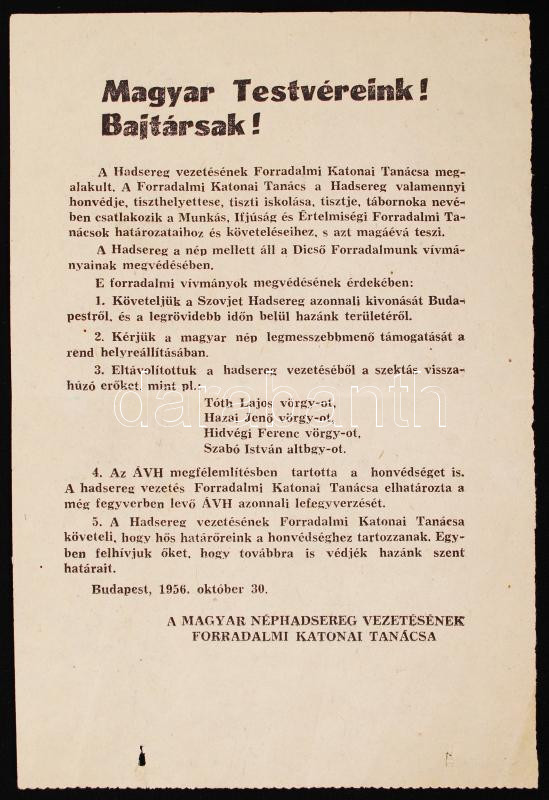 Magyar Testvéreink!
Bajtársak!
A Hadsereg vezetésének Forradalmi Katonai Tanácsa meg-
alakult. A Forradalmi Katonai Tanács a Hadsereg valamennyi
honvédje, tiszthelyettese, tiszti iskolása, tisztje, tábornoka nevé-
ben csatlakozik a Munkás, Ifjúság és Értelmiségi Forradalmi Ta-
nácsok határozataihoz és követeléseihez, s azt magáévá teszi.
A Hadsereg a nép mellett áll a Dicső Forradalmunk vívmá-
nyainak megvédésében.
E forradalmi vívmányok megvédésének érdekében:
1. Követeljük a Szovjet Hadsereg azonnali kivonását Buda-
pestről, és a legrövidebb időn belül hazánk területéről.
2. Kérjük a magyar nép legmesszebbmenő támogatását a
rend helyreállításában.
3. Eltávolítottuk a hadsereg vezetéséből a szektás vissza-
húzó erőket, mint pl.:
Tóth Lajos vörgy-ot,
Hazai Jenő vörgy-ot,
Hidvégi Ferenc vörgy-ot,
Szabó István altbgy-ot.
darabanth
4. Az ÁVH megfélemlítésben tartotta a honvédséget is.
A hadsereg vezetés Forradalmi Katonai Tanácsa elhatározta a
még fegyverben levő ÁVH azonnali lefegyverzését.
5. A Hadsereg vezetésének Forradalmi Katonai Tanácsa
követeli, hogy hős határőreink a honvédséghez tartozzanak. Egy-
ben felhívjuk őket, hogy továbbra is védjék hazánk szent
határait.
Budapest, 1956. október 30.
A MAGYAR NÉPHADSEREG VEZETÉSÉNEK
FORRADALMI KATONAI TANÁCSA